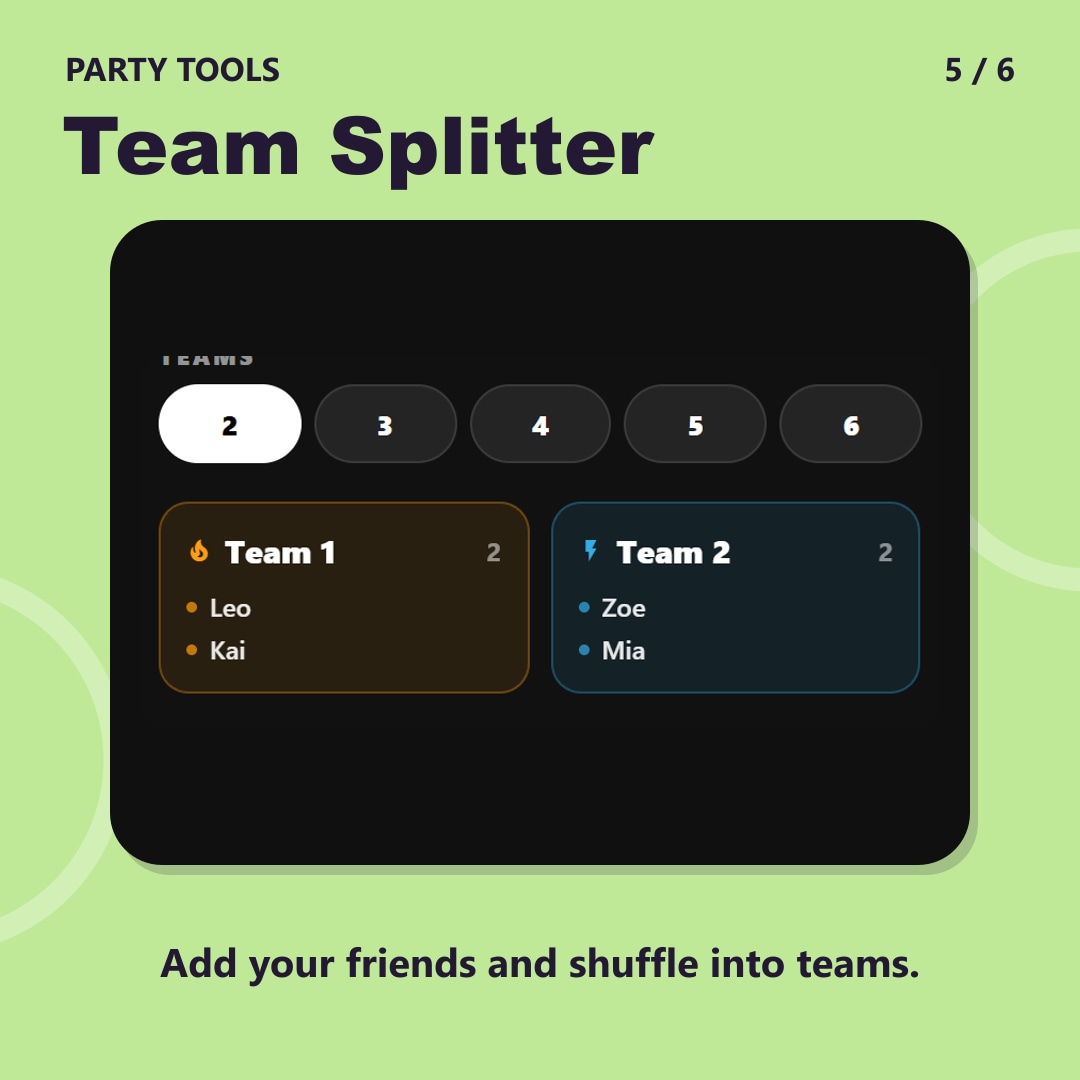 PARTY TOOLS
5 / 6
Team Splitter
TEAMS
2 3 4 5 6
Team 1 2
Leo
Kai
Team 2 2
Zoe
Mia
Add your friends and shuffle into teams.